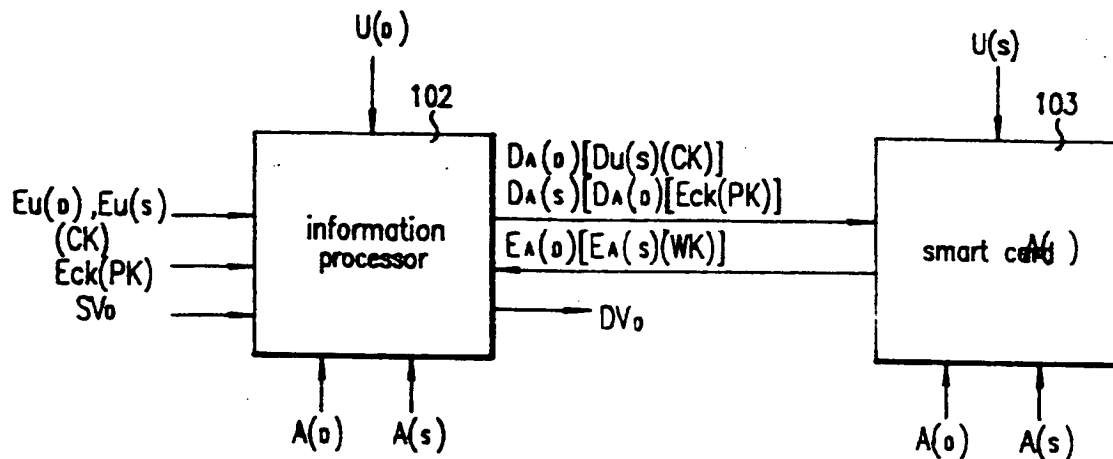 U(D)
U(s)
102
103
DA(D)[Du(s)(CK)]
DA(s)[DA(D)[Eck(PK)]
Eu(D),Eu(s)
(CK)
Eck(PK)
SVD
information
processor
EA(D)[EA(s)(WK)]
smart
DVD
A(D)
A(s)
A(D)
A(s)